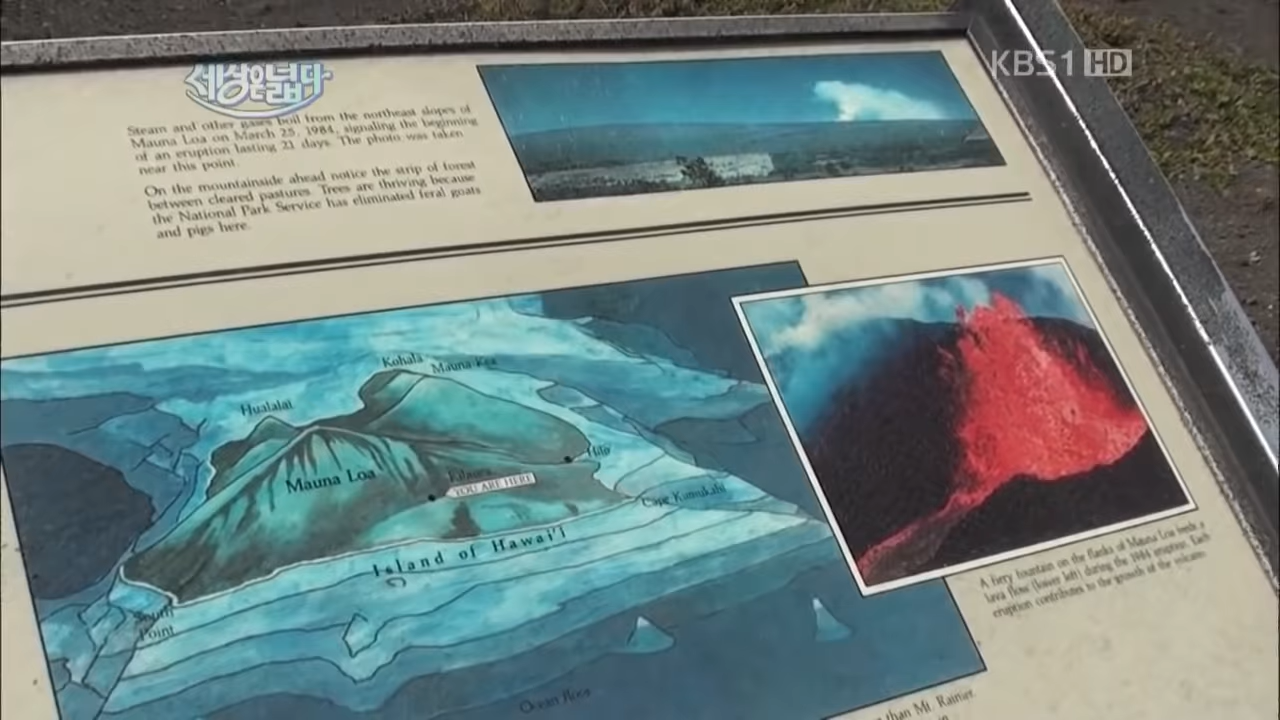 세상은 넓다
KBS1 HD
Steam and other gases boil from the northeast slopes of
Mauna Loa on March 25, 1984, signaling the beginning
of an eruption lasting 21 days. The photo was taken
near this point.
On the mountainside ahead notice the strip of forest
between cleared pastures. Trees are thriving because
the National Park Service has eliminated feral goats
and pigs here.
Kohala
Mauna Kea
Hualalai
Hilo
Mauna Loa
Kilauea
YOU ARE HERE
Cape Kumukahi
Island of Hawai'i
South
Point
Ocean floor
A fiery fountain on the flanks of Mauna Loa feeds a
lava flow (lower left) during the 1984 eruption. Each
eruption contributes to the growth of the volcano.
than Mt. Rainier